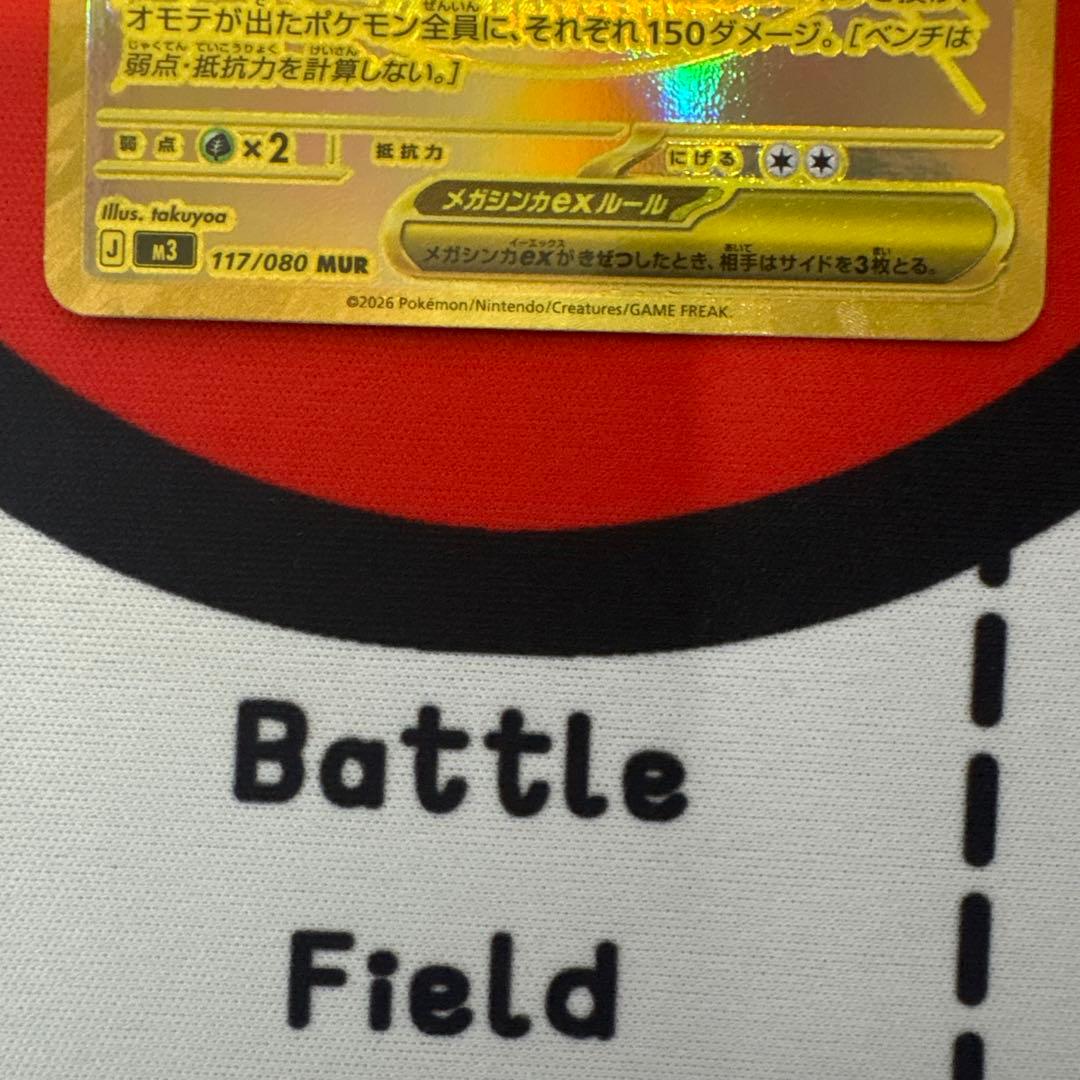 オモテが出たポケモン全員に、それぞれ150ダメージ。[ベンチは
弱点・抵抗力を計算しない。]
弱点 ×2 抵抗力 にげる
Illus. takuyoa
メガシンカexルール
J M3 117/080 MUR
メガシンカexがきぜつしたとき、相手はサイドを3枚とる。
©2026 Pokémon/Nintendo/Creatures/GAME FREAK.
Battle
Field